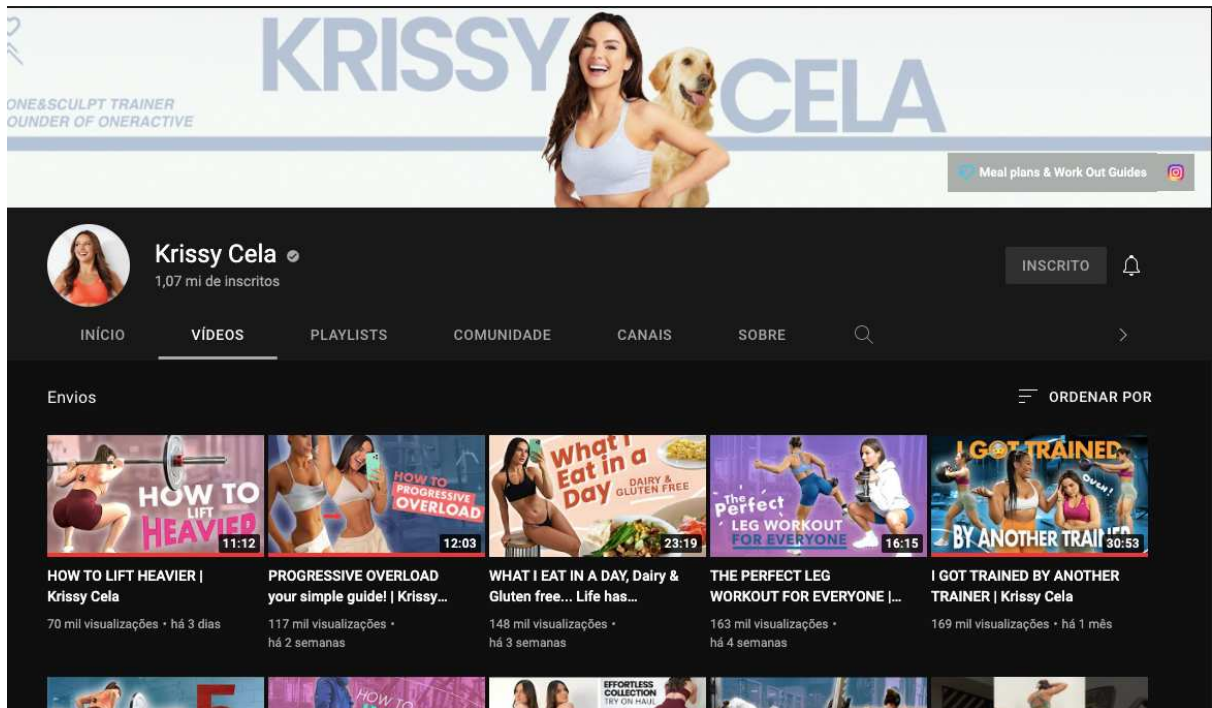 KRISSY CELA
ONE&SCULPT TRAINER
OUNDER OF ONERACTIVE
Meal plans & Work Out Guides
Krissy Cela
1,07 mi de inscritos
INSCRITO
INÍCIO VÍDEOS PLAYLISTS COMUNIDADE CANAIS SOBRE
Envios
ORDENAR POR
HOW TO
LIFT
HEAVIER
11:12
HOW TO
PROGRESSIVE
OVERLOAD
12:03
What I
Eat in a
Day
DAIRY &
GLUTEN FREE
23:19
The
Perfect
LEG WORKOUT
FOR EVERYONE
16:15
I GOT TRAINED
OUCH!
BY ANOTHER TRAINER
30:53
HOW TO LIFT HEAVIER |
Krissy Cela
70 mil visualizações • há 3 dias
PROGRESSIVE OVERLOAD
your simple guide! | Krissy...
117 mil visualizações •
há 2 semanas
WHAT I EAT IN A DAY, Dairy &
Gluten free... Life has...
148 mil visualizações •
há 3 semanas
THE PERFECT LEG
WORKOUT FOR EVERYONE |...
163 mil visualizações •
há 4 semanas
I GOT TRAINED BY ANOTHER
TRAINER | Krissy Cela
169 mil visualizações • há 1 mês
HOW TO
EFFORTLESS
COLLECTION
TRY ON HAUL